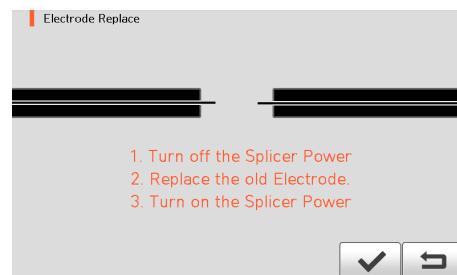 Electrode Replace
1. Turn off the Splicer Power
2. Replace the old Electrode.
3. Turn on the Splicer Power